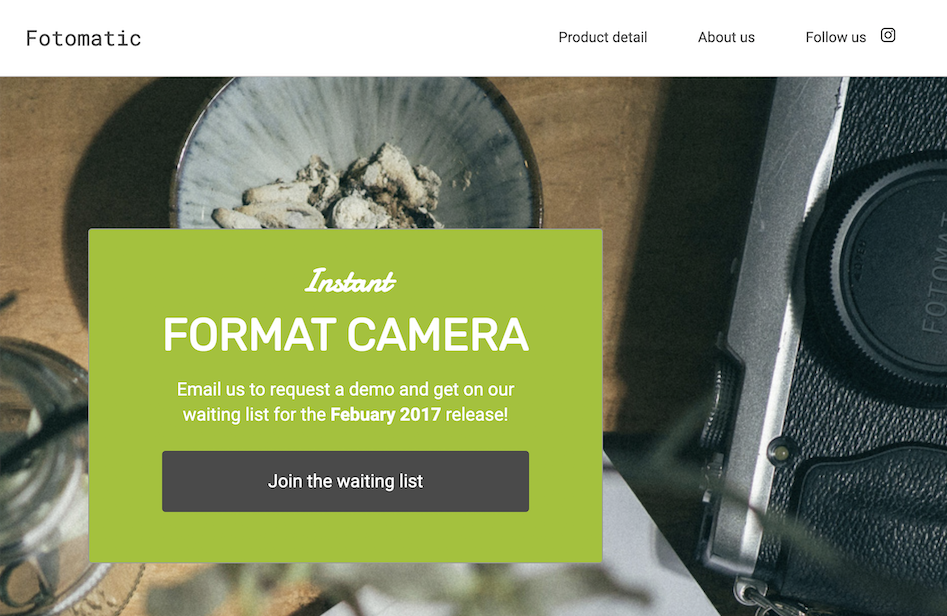 Fotomatic
Product detail
About us
Follow us
Instant
FORMAT CAMERA
Email us to request a demo and get on our
waiting list for the Febuary 2017 release!
Join the waiting list
FOTOMA